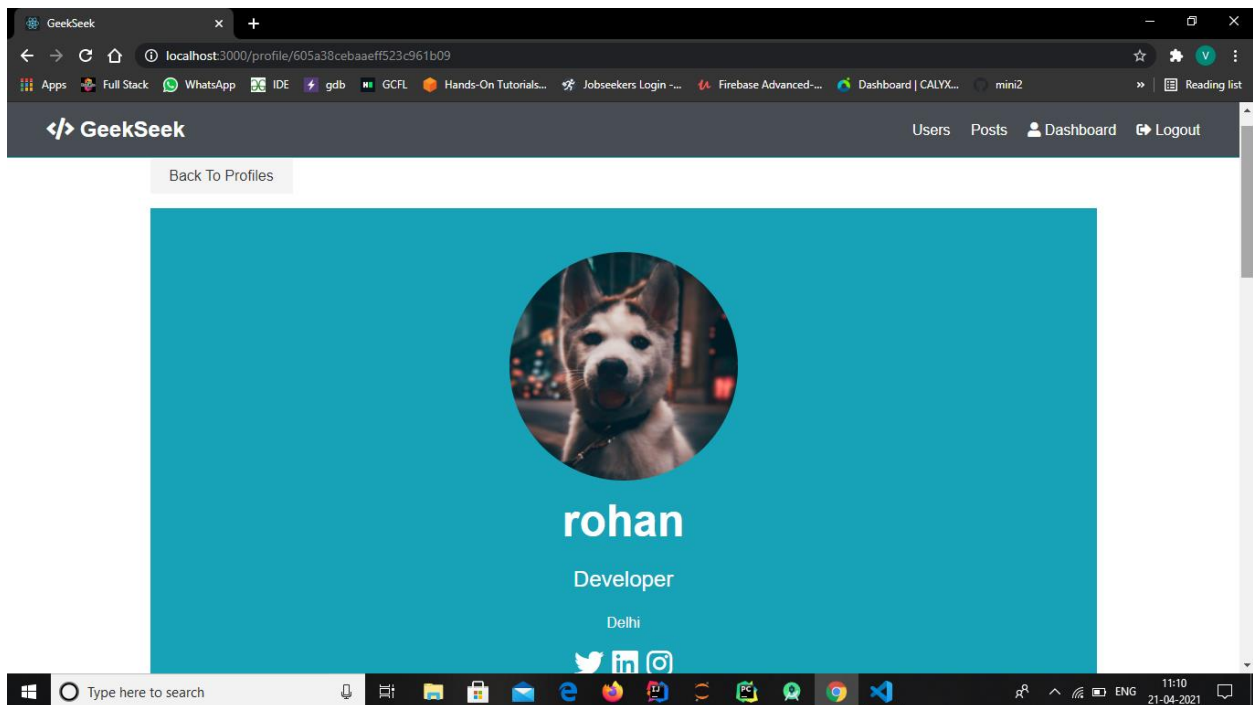 GeekSeek
localhost:3000/profile/605a38cebaaeff523c961b09
Apps Full Stack WhatsApp IDE gdb GCFL Hands-On Tutorials... Jobseekers Login -... Firebase Advanced-... Dashboard | CALYX... mini2 » Reading list
</> GeekSeek Users Posts Dashboard Logout
Back To Profiles
rohan
Developer
Delhi
Type here to search
ENG
11:10
21-04-2021